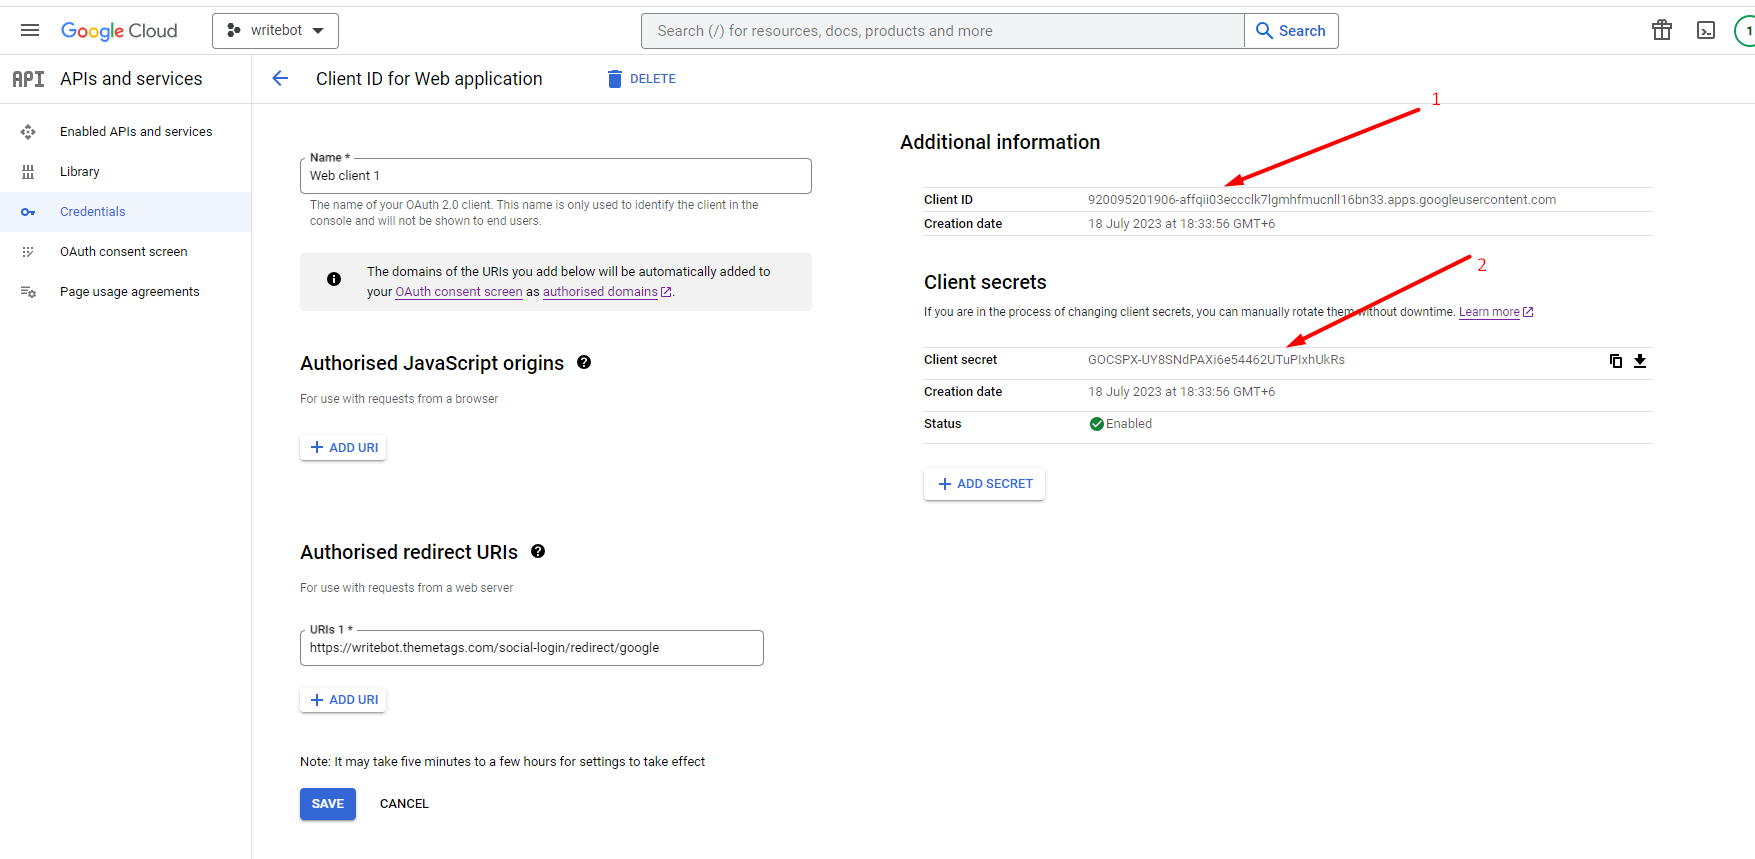 Google Cloud
writebot
Search (/) for resources, docs, products and more
Search
1
API
APIs and services
Client ID for Web application
DELETE
1
Enabled APIs and services
Library
Credentials
OAuth consent screen
Page usage agreements
Name *
Web client 1
The name of your OAuth 2.0 client. This name is only used to identify the client in the
console and will not be shown to end users.
The domains of the URIs you add below will be automatically added to
your OAuth consent screen as authorised domains.
Authorised JavaScript origins
For use with requests from a browser
ADD URI
Authorised redirect URIs
For use with requests from a web server
URIs 1 *
https://writebot.themetags.com/social-login/redirect/google
ADD URI
Note: It may take five minutes to a few hours for settings to take effect
SAVE
CANCEL
Additional information
Client ID
920095201906-affqii03eccclk7lgmhfmucnll16bn33.apps.googleusercontent.com
Creation date
18 July 2023 at 18:33:56 GMT+6
2
Client secrets
If you are in the process of changing client secrets, you can manually rotate them without downtime. Learn more
Client secret
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
Creation date
18 July 2023 at 18:33:56 GMT+6
Status
Enabled
ADD SECRET